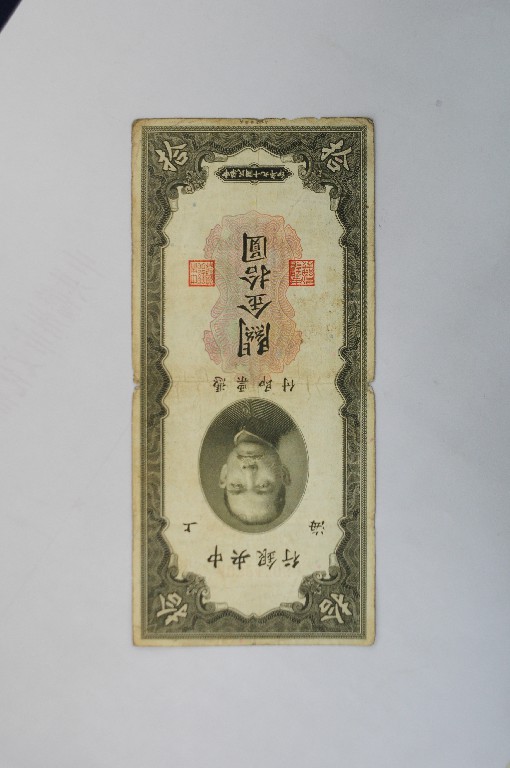 拾 拾
中央銀行
上海
憑票即付
關金拾圓
中華民國十九年印
拾 拾